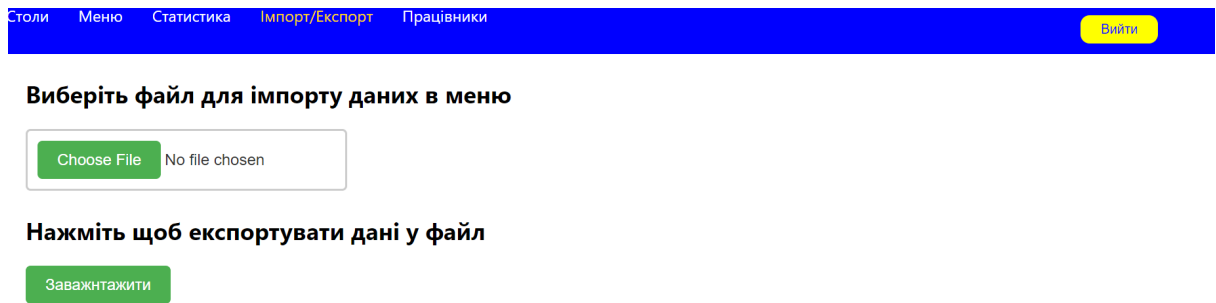 Столи Меню Статистика Імпорт/Експорт Працівники Вийти
Виберіть файл для імпорту даних в меню
Choose File No file chosen
Нажміть щоб експортувати дані у файл
Заважнтажити